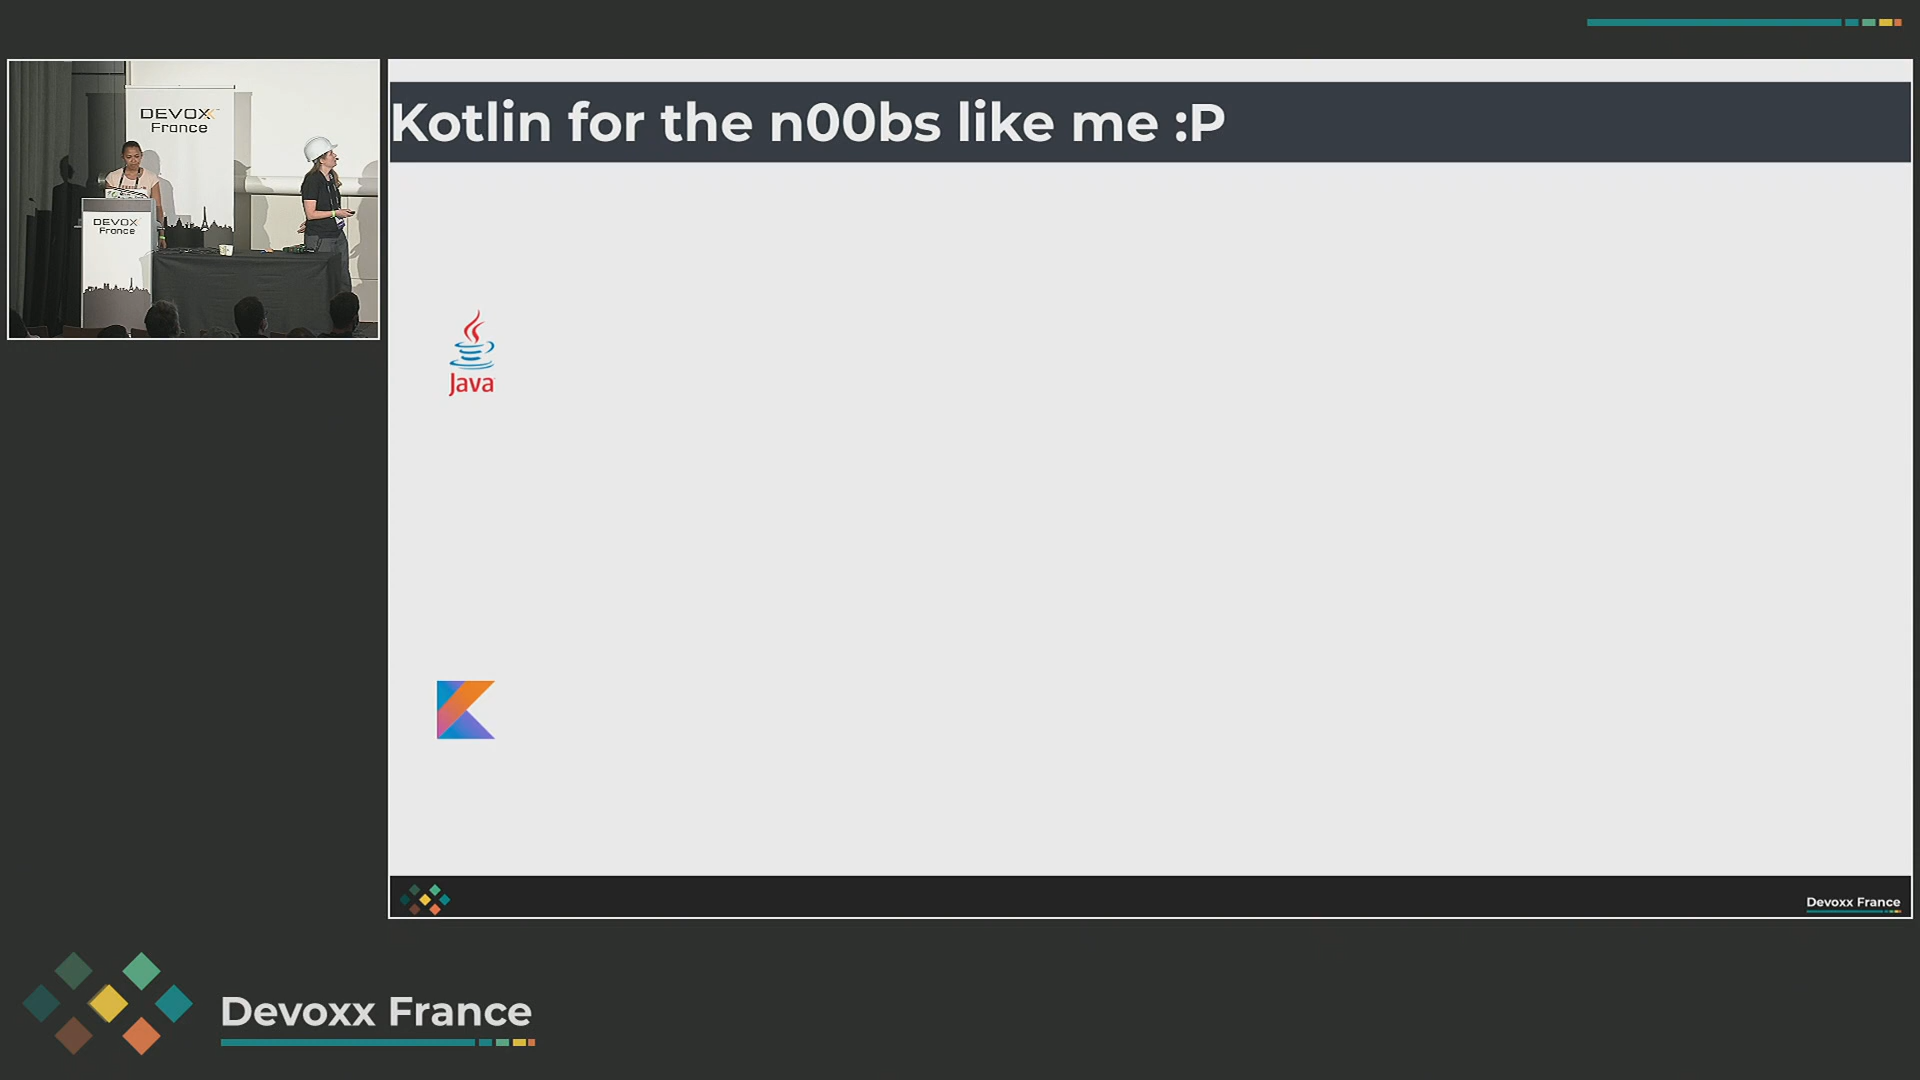 DEVOXX
France
DEVOXX
France
Kotlin for the n00bs like me :P
Java
Devoxx France
Devoxx France